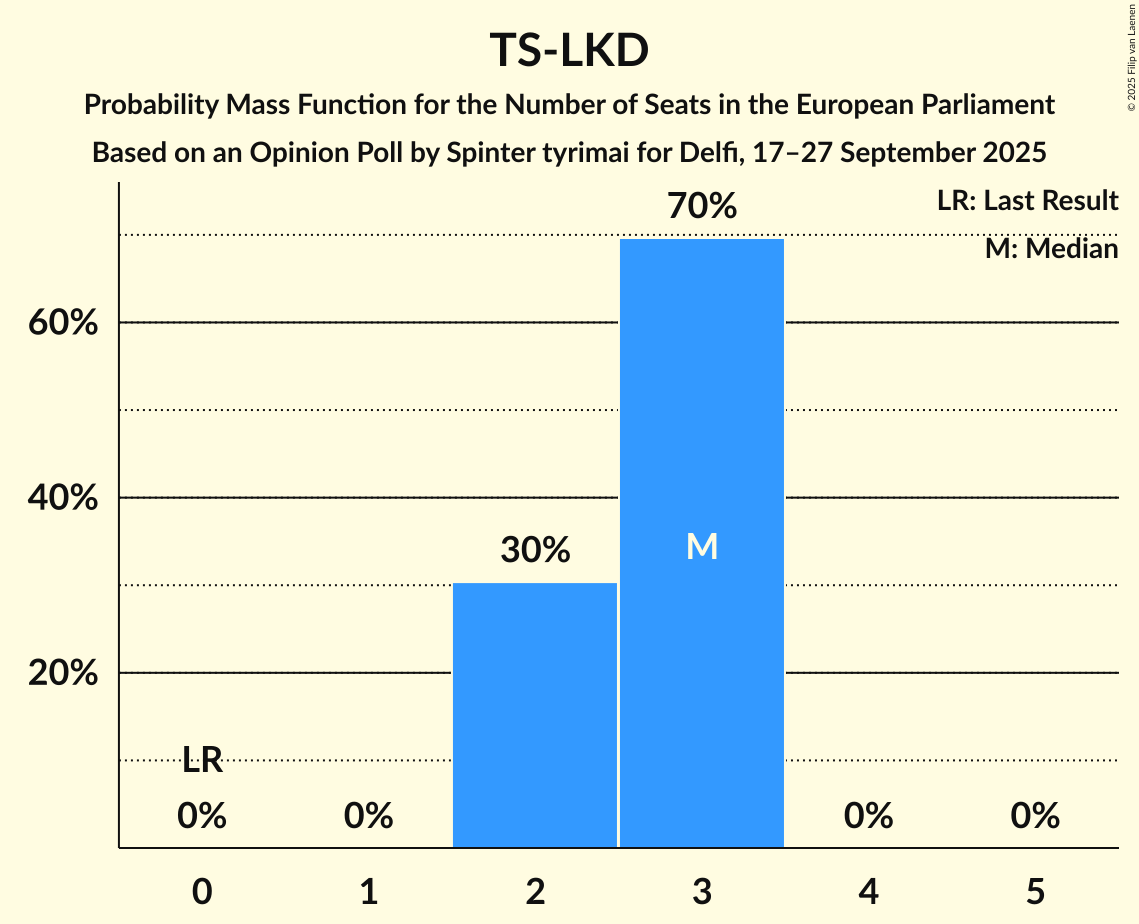 TS-LKD
Probability Mass Function for the Number of Seats in the European Parliament
Based on an Opinion Poll by Spinter tyrimai for Delfi, 17–27 September 2025
© 2025 Filip van Laenen
LR: Last Result
M: Median
70%
60%
40%
30%
M
20%
LR
0%
0%
0%
0%
0
1
2
3
4
5